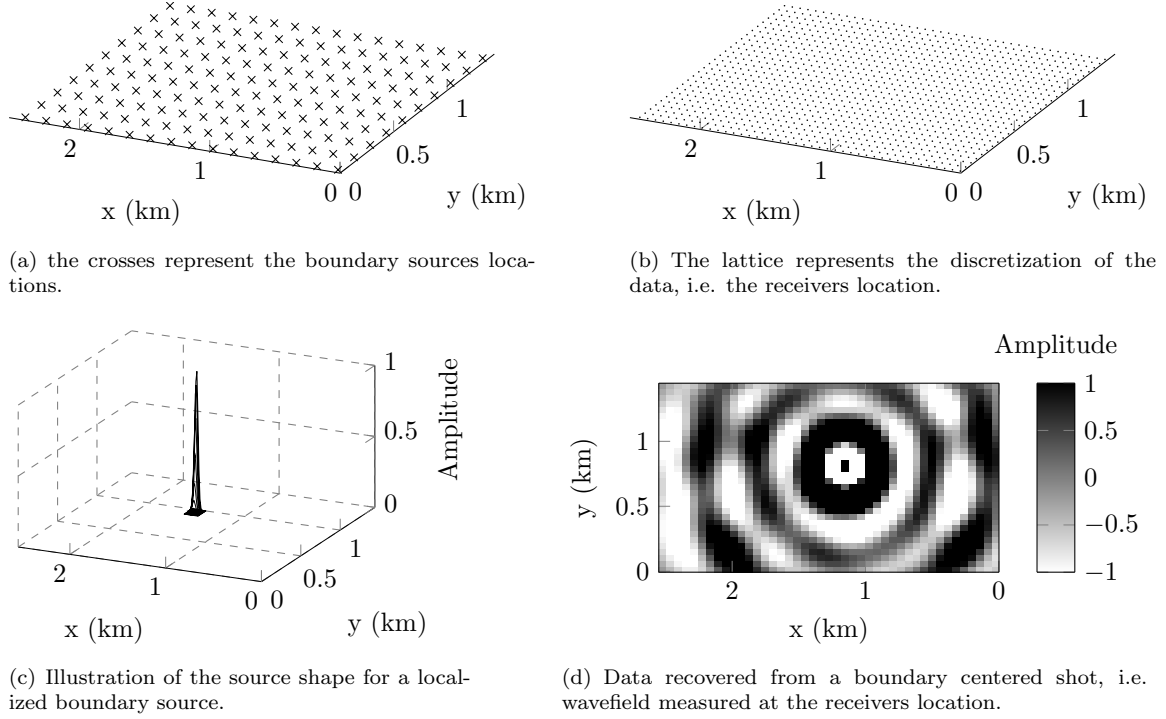 2
1
0
x (km)
0
0.5
1
y (km)
(a) the crosses represent the boundary sources loca-
tions.
2
1
0
x (km)
0
0.5
1
y (km)
(b) The lattice represents the discretization of the
data, i.e. the receivers location.
2
1
0
x (km)
0
0.5
1
y (km)
0
0.5
1
Amplitude
(c) Illustration of the source shape for a local-
ized boundary source.
Amplitude
1
0.5
0
−0.5
−1
1
0.5
0
y (km)
2
1
0
x (km)
(d) Data recovered from a boundary centered shot, i.e.
wavefield measured at the receivers location.